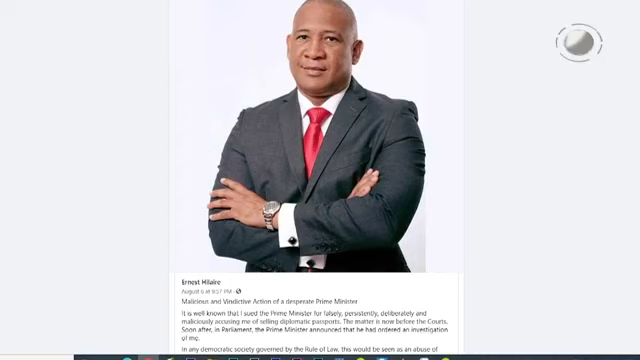 Ernest Hilaire
August 6 at 9:57 PM ·
Malicious and Vindictive Action of a desperate Prime Minister
It is well known that I sued the Prime Minister for falsely, persistently, deliberately and
maliciously accusing me of selling diplomatic passports. The matter is now before the Courts.
Soon after, in Parliament, the Prime Minister announced that he had ordered an investigation
of me.
In any democratic society governed by the Rule of Law, this would be seen as an abuse of